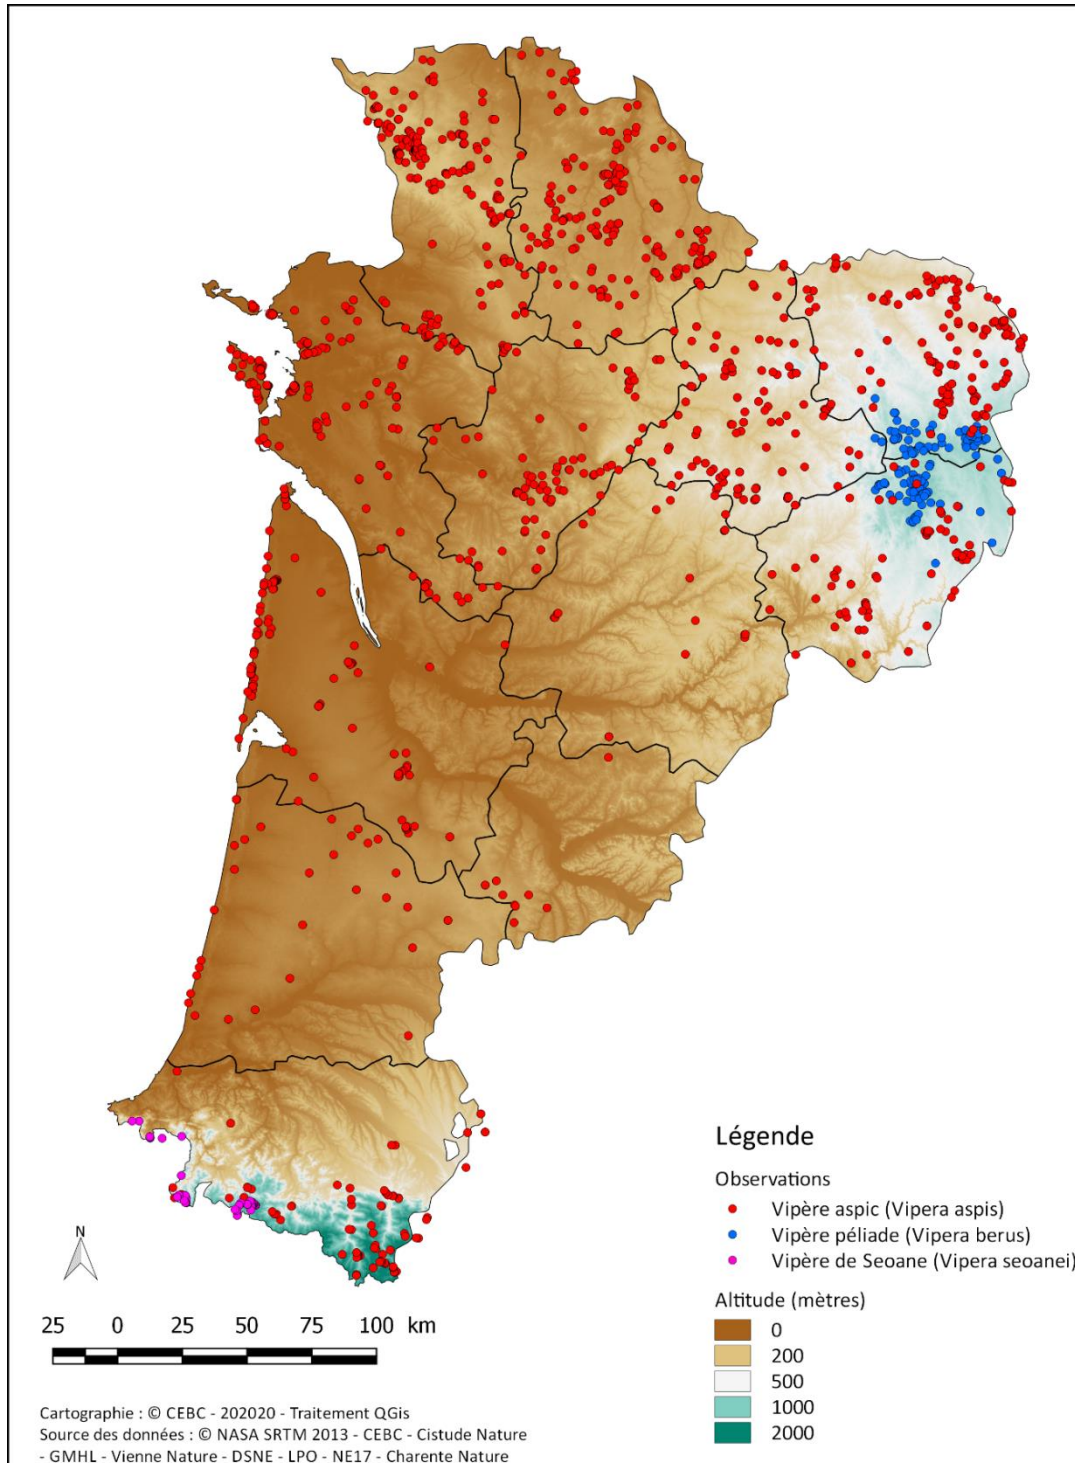 Légende
Observations
Vipère aspic (Vipera aspis)
Vipère péliade (Vipera berus)
Vipère de Seoane (Vipera seoanei)
Altitude (mètres)
0
200
500
1000
2000
N
25 0 25 50 75 100 km
Cartographie : © CEBC - 202020 - Traitement QGis
Source des données : © NASA SRTM 2013 - CEBC - Cistude Nature
- GMHL - Vienne Nature - DSNE - LPO - NE17 - Charente Nature